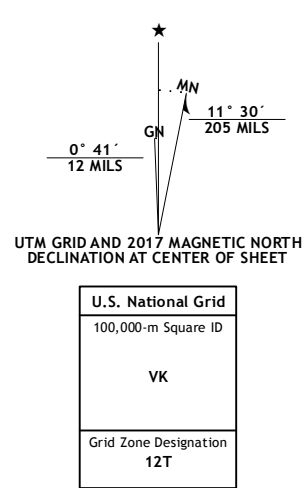 ★
MN
11° 30´
205 MILS
GN
0° 41´
12 MILS
UTM GRID AND 2017 MAGNETIC NORTH
DECLINATION AT CENTER OF SHEET
U.S. National Grid
100,000-m Square ID
VK
Grid Zone Designation
12T